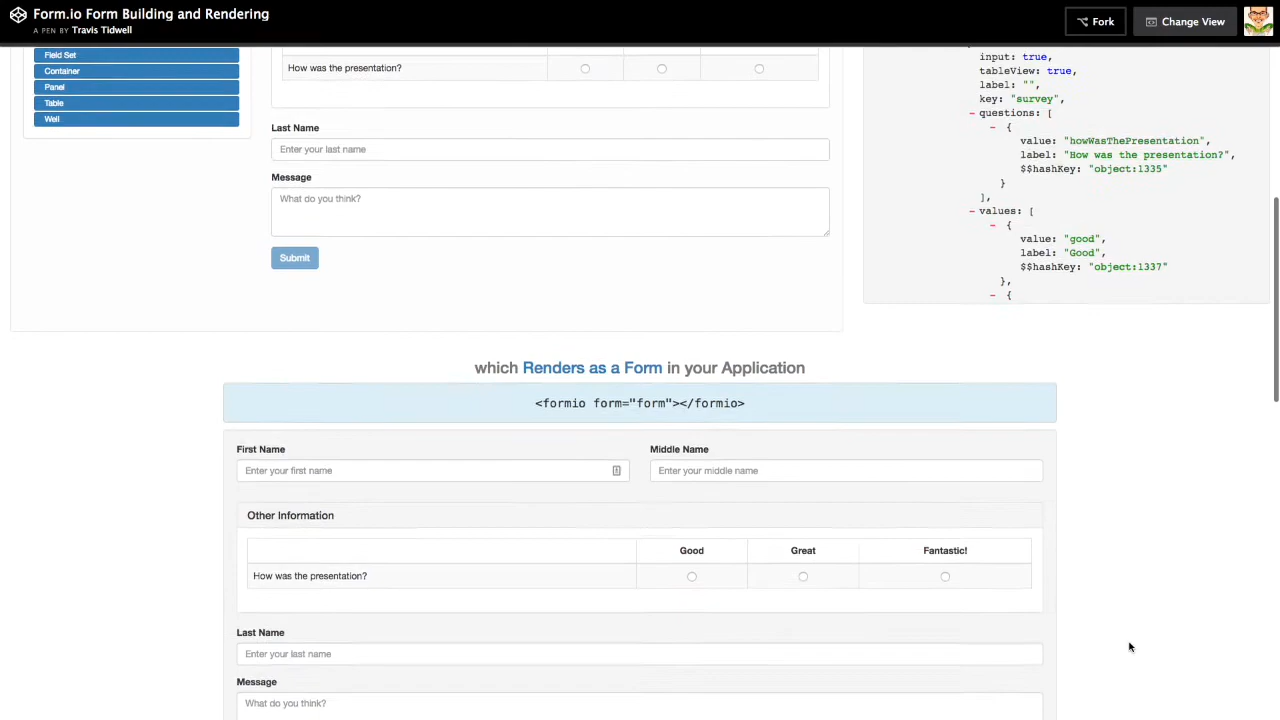 Form.io Form Building and Rendering
A PEN BY Travis Tidwell
Fork
Change View
Field Set
Container
Panel
Table
Well
How was the presentation?
Last Name
Enter your last name
Message
What do you think?
Submit
input: true,
tableView: true,
label: "",
key: "survey",
- questions: [
- {
value: "howWasThePresentation",
label: "How was the presentation?",
$$hashKey: "object:1335"
}
],
- values: [
- {
value: "good",
label: "Good",
$$hashKey: "object:1337"
},
- {
which Renders as a Form in your Application
<formio form="form"></formio>
First Name
Enter your first name
Middle Name
Enter your middle name
Other Information
Good Great Fantastic!
How was the presentation?
Last Name
Enter your last name
Message
What do you think?